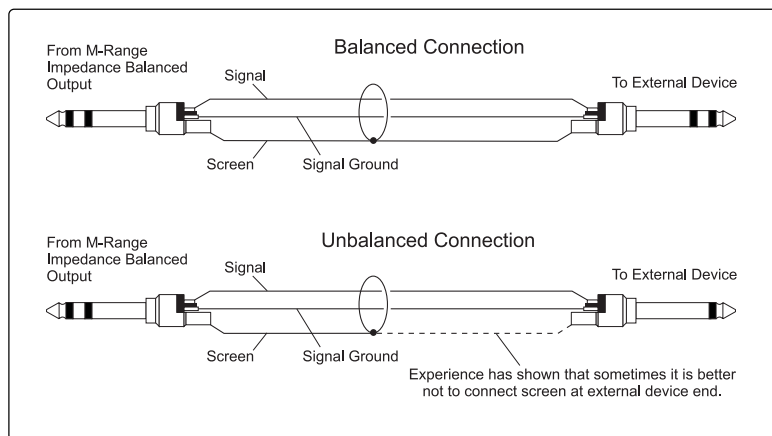 Balanced Connection
From M-Range
Impedance Balanced
Output
Signal
To External Device
Screen
Signal Ground
Unbalanced Connection
From M-Range
Impedance Balanced
Output
Signal
To External Device
Screen
Signal Ground
Experience has shown that sometimes it is better
not to connect screen at external device end.